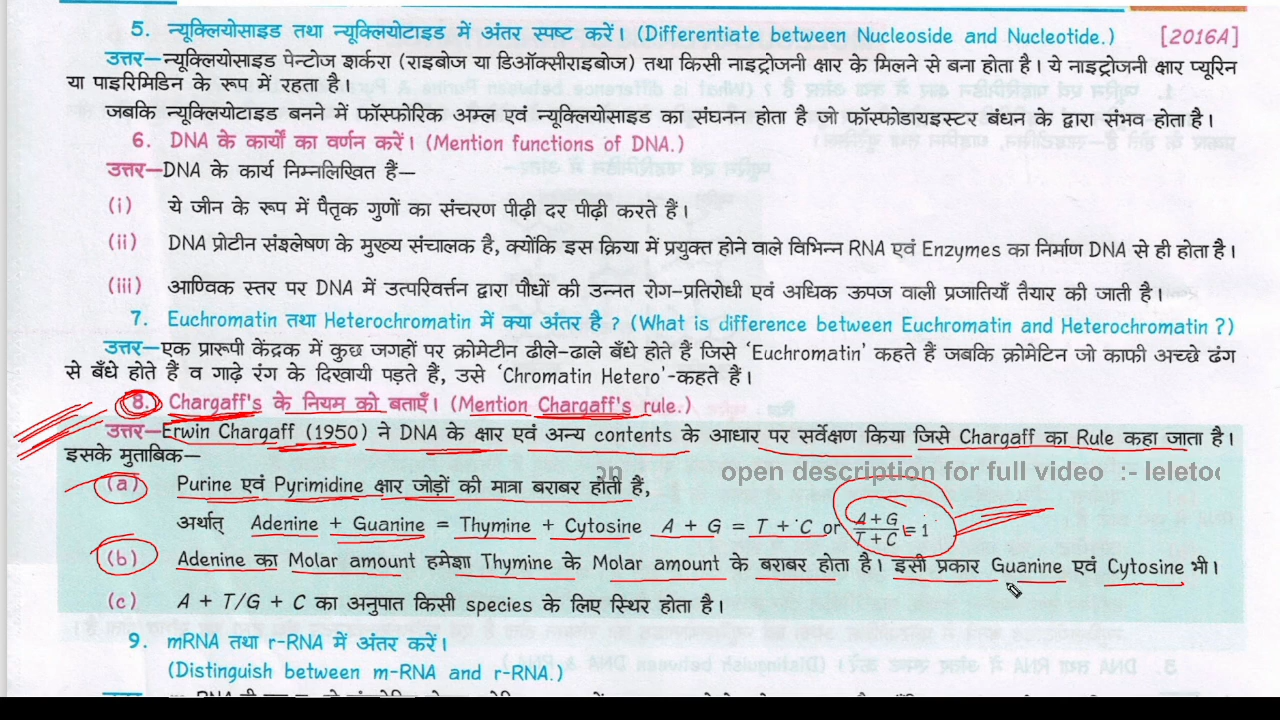 5. न्यूक्लियोसाइड तथा न्यूक्लियोटाइड में अंतर स्पष्ट करें। (Differentiate between Nucleoside and Nucleotide.) [2016A]
उत्तर—न्यूक्लियोसाइड पेन्टोज शर्करा (राइबोज या डिऑक्सीराइबोज) तथा किसी नाइट्रोजनी क्षार के मिलने से बना होता है। ये नाइट्रोजनी क्षार प्यूरिन
या पाइरिमिडिन के रूप में रहता है।
जबकि न्यूक्लियोटाइड बनने में फॉस्फोरिक अम्ल एवं न्यूक्लियोसाइड का संघनन होता है जो फॉस्फोडायइस्टर बंधन के द्वारा संभव होता है।
6. DNA के कार्यों का वर्णन करें। (Mention functions of DNA.)
उत्तर—DNA के कार्य निम्नलिखित हैं—
(i) ये जीन के रूप में पैतृक गुणों का संचरण पीढ़ी दर पीढ़ी करते हैं।
(ii) DNA प्रोटीन संश्लेषण के मुख्य संचालक है, क्योंकि इस क्रिया में प्रयुक्त होने वाले विभिन्न RNA एवं Enzymes का निर्माण DNA से ही होता है।
(iii) आण्विक स्तर पर DNA में उत्परिवर्त्तन द्वारा पौधों की उन्नत रोग-प्रतिरोधी एवं अधिक ऊपज वाली प्रजातियाँ तैयार की जाती है।
7. Euchromatin तथा Heterochromatin में क्या अंतर है ? (What is difference between Euchromatin and Heterochromatin ?)
उत्तर—एक प्रारूपी केंद्रक में कुछ जगहों पर क्रोमेटीन ढीले-ढाले बँधे होते हैं जिसे 'Euchromatin' कहते हैं जबकि क्रोमेटिन जो काफी अच्छे ढंग
से बँधे होते हैं व गाढ़े रंग के दिखायी पड़ते हैं, उसे 'Chromatin Hetero'-कहते हैं।
8. Chargaff's के नियम को बताएँ। (Mention Chargaff's rule.)
उत्तर—Erwin Chargaff (1950) ने DNA के क्षार एवं अन्य contents के आधार पर सर्वेक्षण किया जिसे Chargaff का Rule कहा जाता है।
इसके मुताबिक—
open description for full video :- leletoc
(a) Purine एवं Pyrimidine क्षार जोड़ों की मात्रा बराबर होती हैं,
अर्थात् Adenine + Guanine = Thymine + Cytosine A + G = T + C or A + G / T + C = 1
(b) Adenine का Molar amount हमेशा Thymine के Molar amount के बराबर होता है। इसी प्रकार Guanine एवं Cytosine भी।
(c) A + T/G + C का अनुपात किसी species के लिए स्थिर होता है।
9. mRNA तथा r-RNA में अंतर करें।
(Distinguish between m-RNA and r-RNA.)